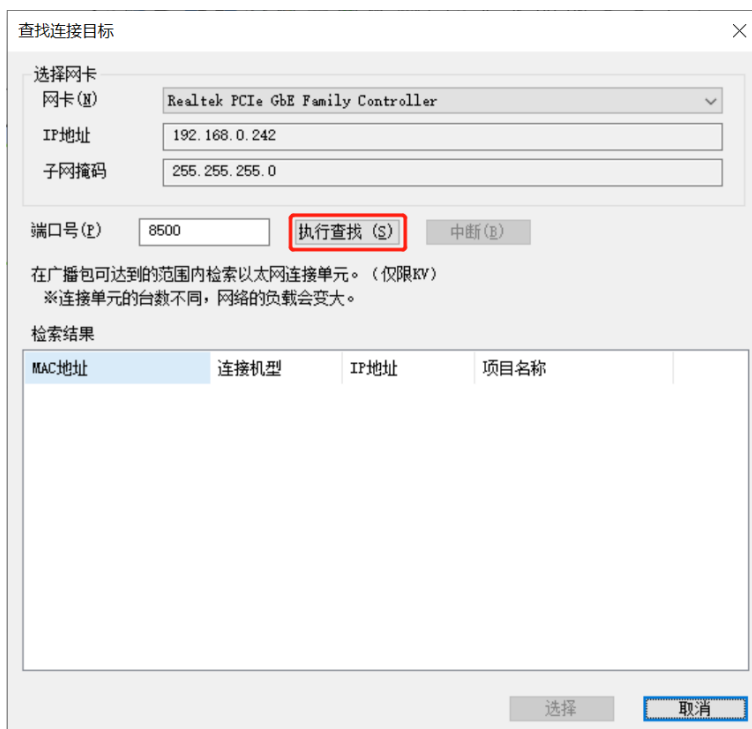 查找连接目标
选择网卡
网卡(N) Realtek PCIe GbE Family Controller
IP地址 192.168.0.242
子网掩码 255.255.255.0
端口号(P) 8500 执行查找 (S) 中断(B)
在广播包可达到的范围内检索以太网连接单元。(仅限KV)
※连接单元的台数不同,网络的负载会变大。
检索结果
MAC地址 连接机型 IP地址 项目名称
选择 取消